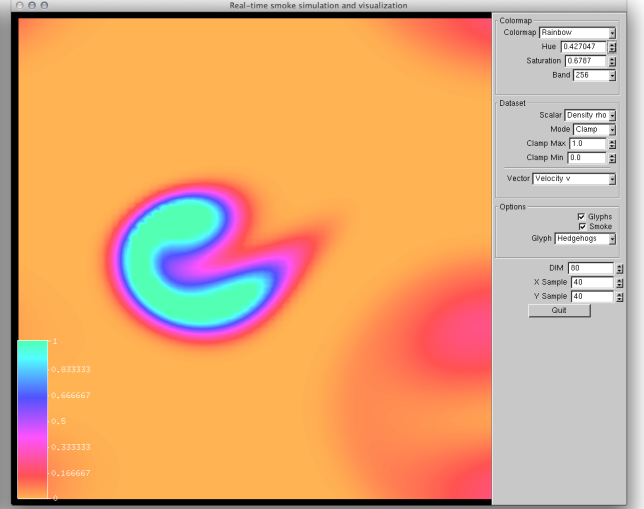 Real-time smoke simulation and visualization
Colormap
Colormap Rainbow
Hue 0.427047
Saturation 0.6787
Band 256
Dataset
Scalar Density rho
Mode Clamp
Clamp Max 1.0
Clamp Min 0.0
Vector Velocity v
Options
Glyphs
Smoke
Glyph Hedgehogs
DIM 80
X Sample 40
Y Sample 40
Quit
1
0.833333
0.666667
0.5
0.333333
0.166667
0